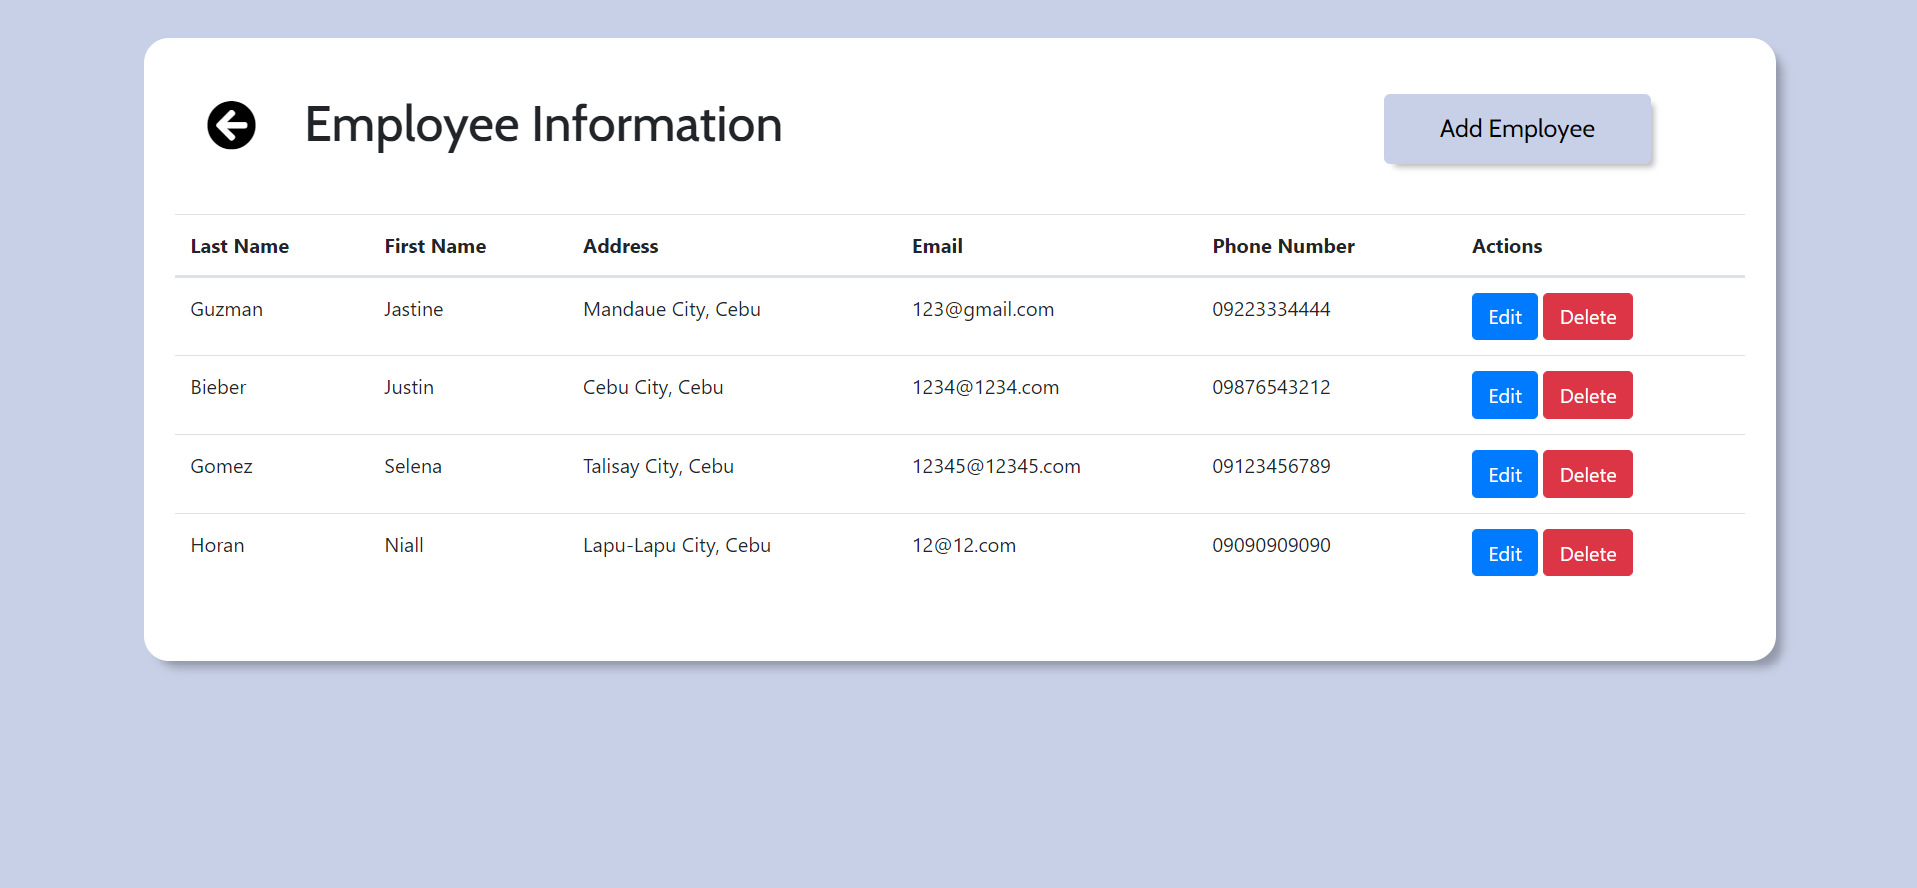 Employee Information
Add Employee
Last Name First Name Address Email Phone Number Actions
Guzman Jastine Mandaue City, Cebu 123@gmail.com 09223334444 Edit Delete
Bieber Justin Cebu City, Cebu 1234@1234.com 09876543212 Edit Delete
Gomez Selena Talisay City, Cebu 12345@12345.com 09123456789 Edit Delete
Horan Niall Lapu-Lapu City, Cebu 12@12.com 09090909090 Edit Delete